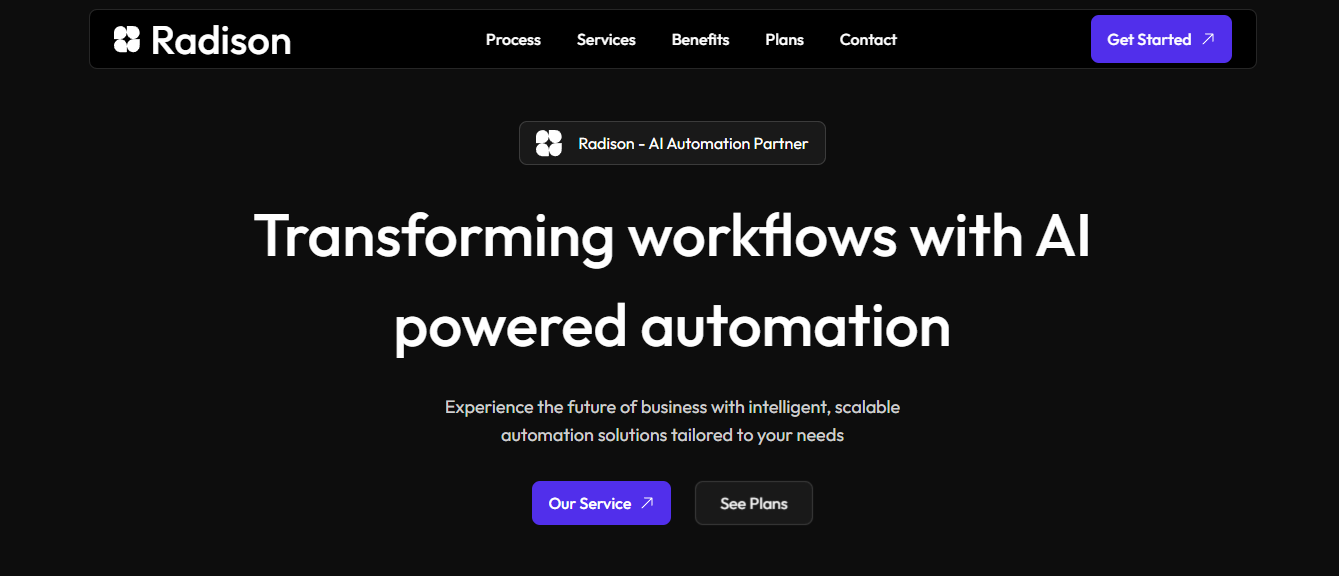 Radison
Process
Services
Benefits
Plans
Contact
Get Started
Radison - AI Automation Partner
Transforming workflows with AI
powered automation
Experience the future of business with intelligent, scalable
automation solutions tailored to your needs
Our Service
See Plans